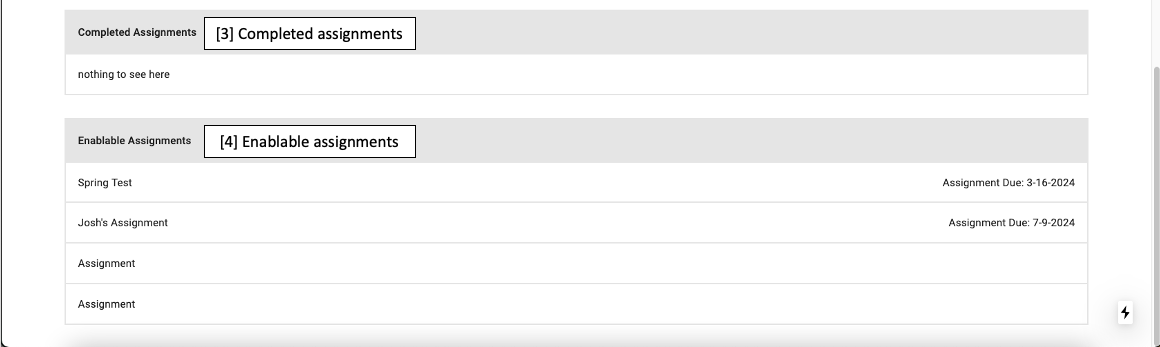 Completed Assignments [3] Completed assignments
nothing to see here
Enablable Assignments [4] Enablable assignments
Spring Test Assignment Due: 3-16-2024
Josh's Assignment Assignment Due: 7-9-2024
Assignment
Assignment